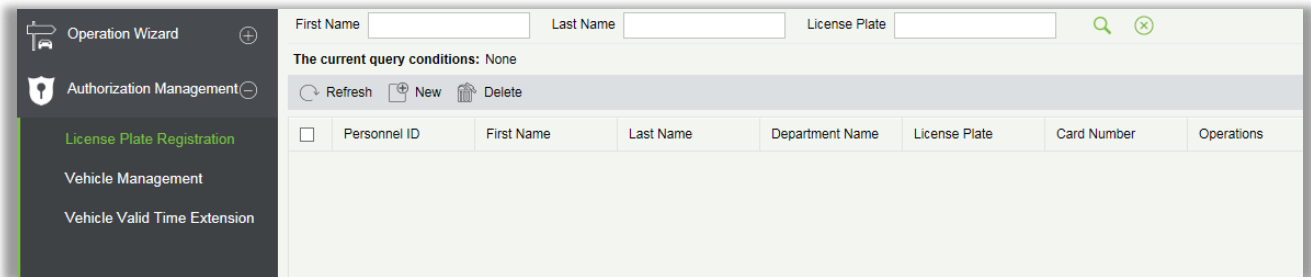 Operation Wizard
Authorization Management
License Plate Registration
Vehicle Management
Vehicle Valid Time Extension
First Name Last Name License Plate
The current query conditions: None
Refresh New Delete
Personnel ID First Name Last Name Department Name License Plate Card Number Operations